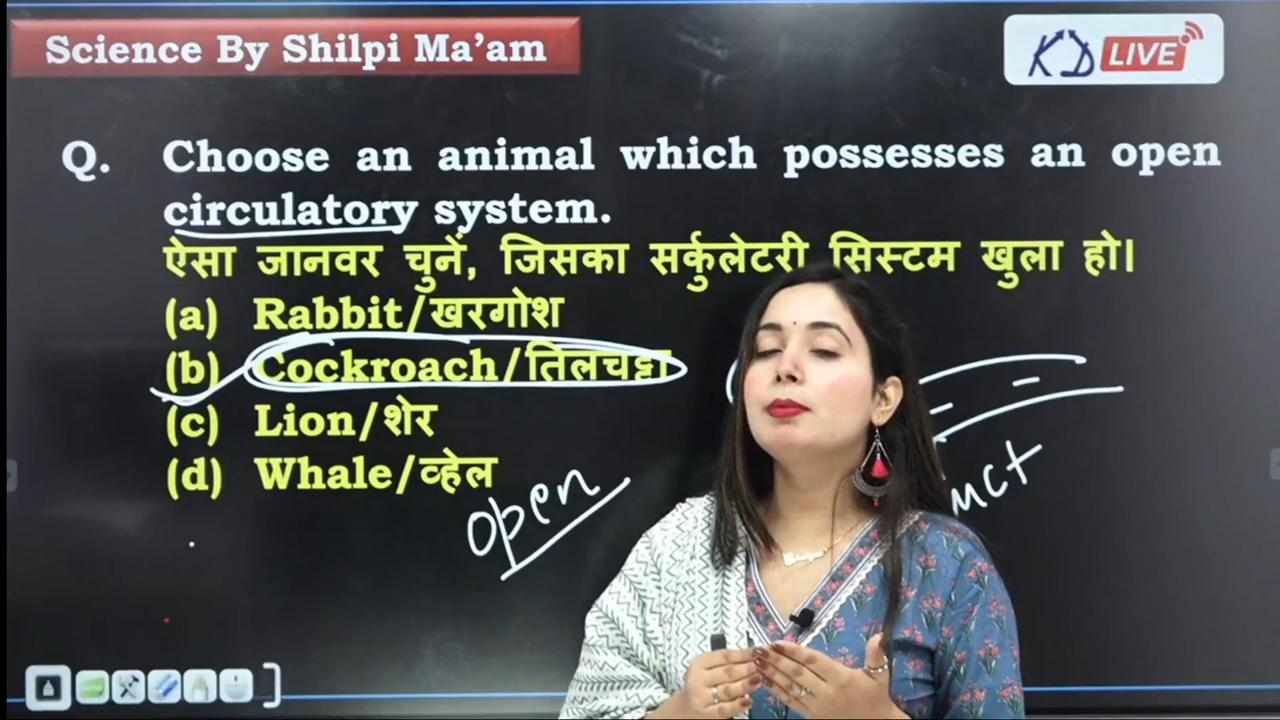 Science By Shilpi Ma'am
KD LIVE
Q. Choose an animal which possesses an open
circulatory system.
ऐसा जानवर चुनें, जिसका सर्कुलेटरी सिस्टम खुला हो।
(a) Rabbit/खरगोश
(b) Cockroach/तिलचट्टा
(c) Lion/शेर
(d) Whale/व्हेल
open